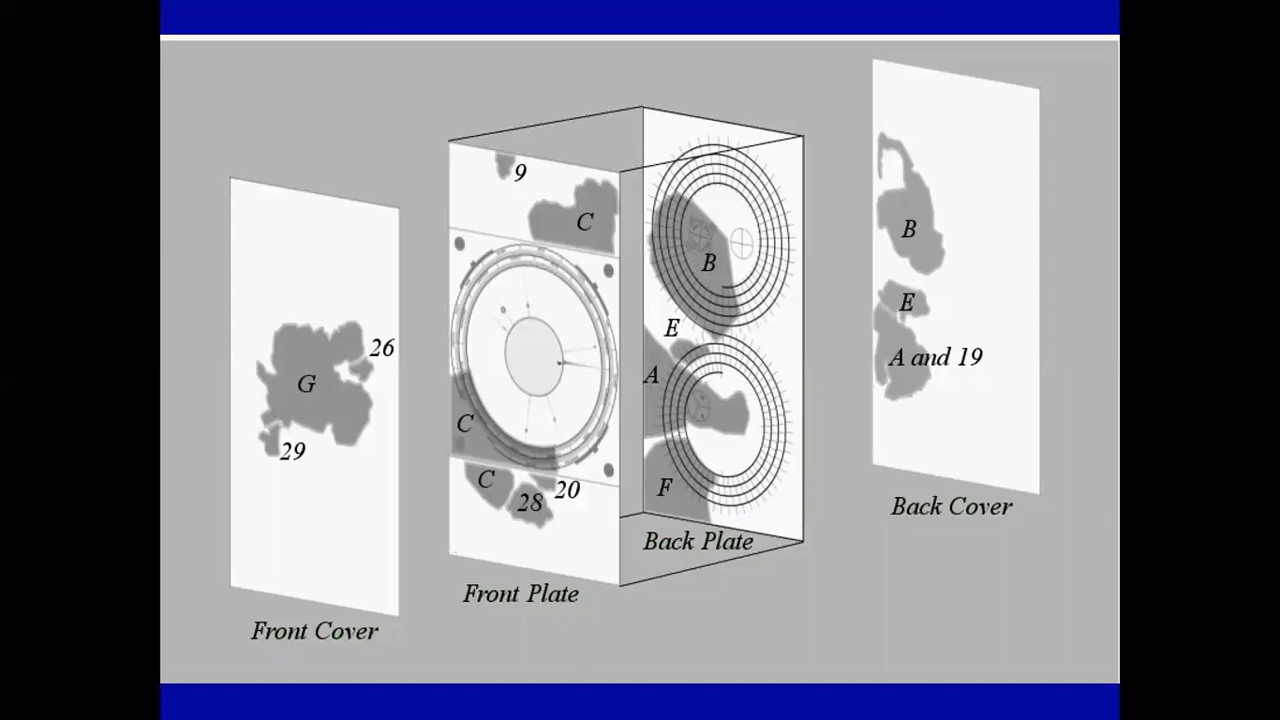 9
C
B
B
E
E
26
A and 19
A
G
C
29
C
20
F
28
Back Cover
Back Plate
Front Plate
Front Cover